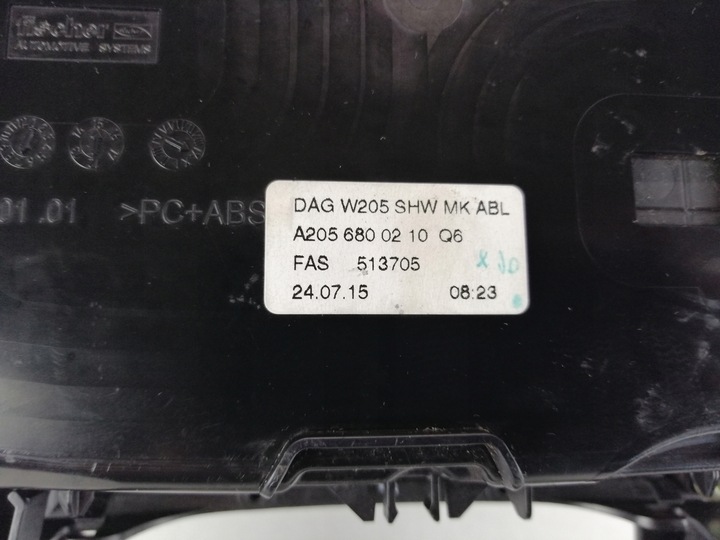 fischer
AUTOMOTIVE SYSTEMS
01.01 >PC+ABS
DAG W205 SHW MK ABL
A205 680 02 10 Q6
FAS 513705
24.07.15 08:23